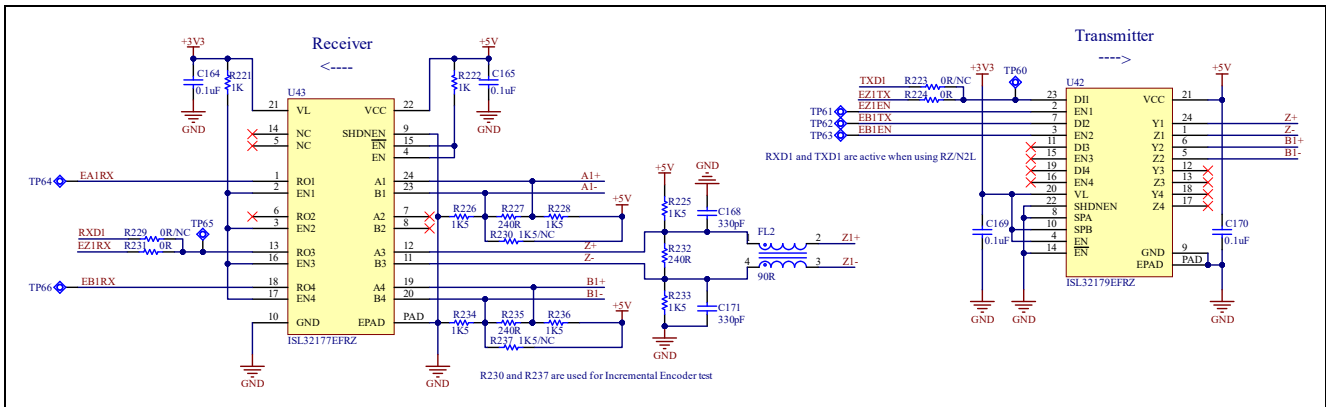 Receiver
<----
+3V3
C164
0.1uF
GND
R221
1K
U43
+5V
R222
1K
C165
0.1uF
GND
21 VL VCC 22
14 NC SHDNEN 9
5 NC EN 15
EN 4
TP64 EA1RX
1 RO1 A1 24 A1+
2 EN1 B1 23 A1-
6 RO2 A2 7
3 EN2 B2 8
R226
1K5
R227
240R
R228
1K5
+5V
R230 1K5/NC
RXD1 R229 0R/NC TP65
EZ1RX R231 0R
13 RO3 A3 12 Z+
16 EN3 B3 11 Z-
TP66 EB1RX
18 RO4 A4 19 B1+
17 EN4 B4 20 B1-
10 GND EPAD PAD
R234
1K5
R235
240R
R236
1K5
+5V
R237 1K5/NC
ISL32177EFRZ
GND
GND
R230 and R237 are used for Incremental Encoder test
+5V
GND
R225
1K5
C168
330pF
R232
240R
FL2
1 2 Z1+
4 3 Z1-
90R
R233
1K5
C171
330pF
GND
Transmitter
---->
+3V3
TXD1 R223 0R/NC TP60
EZ1TX R224 0R
TP61 EZ1EN
TP62 EB1TX
TP63 EB1EN
RXD1 and TXD1 are active when using RZ/N2L
U42
+5V
23 DI1 VCC 21
2 EN1
7 DI2 Y1 24 Z+
3 EN2 Z1 1 Z-
11 DI3 Y2 6 B1+
15 EN3 Z2 5 B1-
19 DI4 Y3 12
16 EN4 Z3 13
20 VL Y4 18
22 SHDNEN Z4 17
8 SPA
10 SPB
4 EN GND 9
14 EN EPAD PAD
ISL32179EFRZ
C169
0.1uF
C170
0.1uF
GND
GND
GND